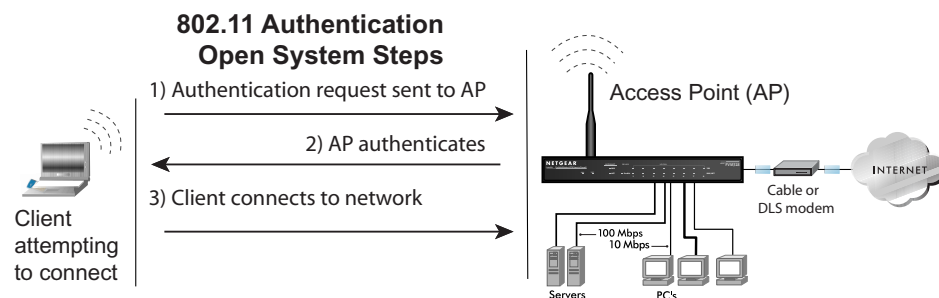 802.11 Authentication
Open System Steps
1) Authentication request sent to AP
2) AP authenticates
3) Client connects to network
Client
attempting
to connect
Access Point (AP)
NETGEAR
INTERNET
Cable or
DLS modem
100 Mbps
10 Mbps
Servers
PC's